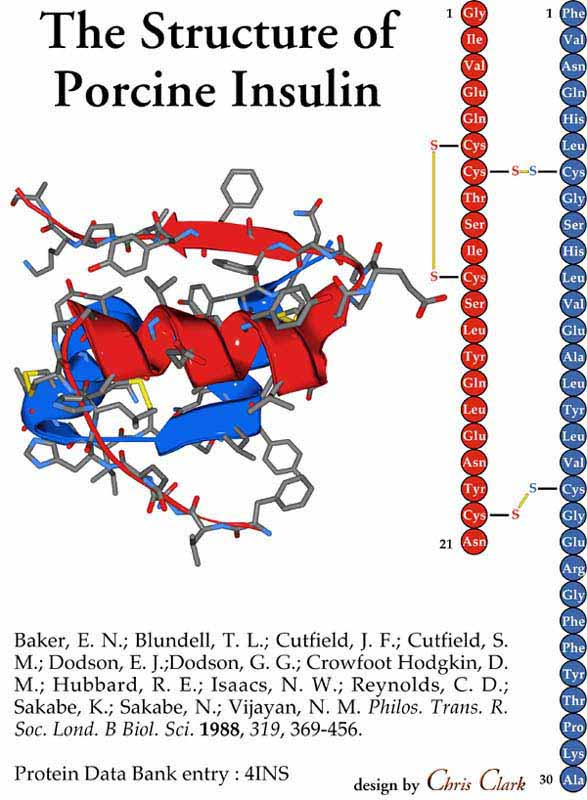 The Structure of
Porcine Insulin
1 Gly
Ile
Val
Glu
Gln
S Cys
Cys S S
Thr
Ser
Ile
S Cys
Ser
Leu
Tyr
Gln
Leu
Glu
Asn
Tyr
Cys S
21 Asn
1 Phe
Val
Asn
Gln
His
Leu
Cys
Gly
Ser
His
Leu
Val
Glu
Ala
Leu
Tyr
Leu
Val
S Cys
Gly
Glu
Arg
Gly
Phe
Phe
Tyr
Thr
Pro
Lys
30 Ala
Baker, E. N.; Blundell, T. L.; Cutfield, J. F.; Cutfield, S.
M.; Dodson, E. J.;Dodson, G. G.; Crowfoot Hodgkin, D.
M.; Hubbard, R. E.; Isaacs, N. W.; Reynolds, C. D.;
Sakabe, K.; Sakabe, N.; Vijayan, N. M. Philos. Trans. R.
Soc. Lond. B Biol. Sci. 1988, 319, 369-456.
Protein Data Bank entry : 4INS
design by Chris Clark